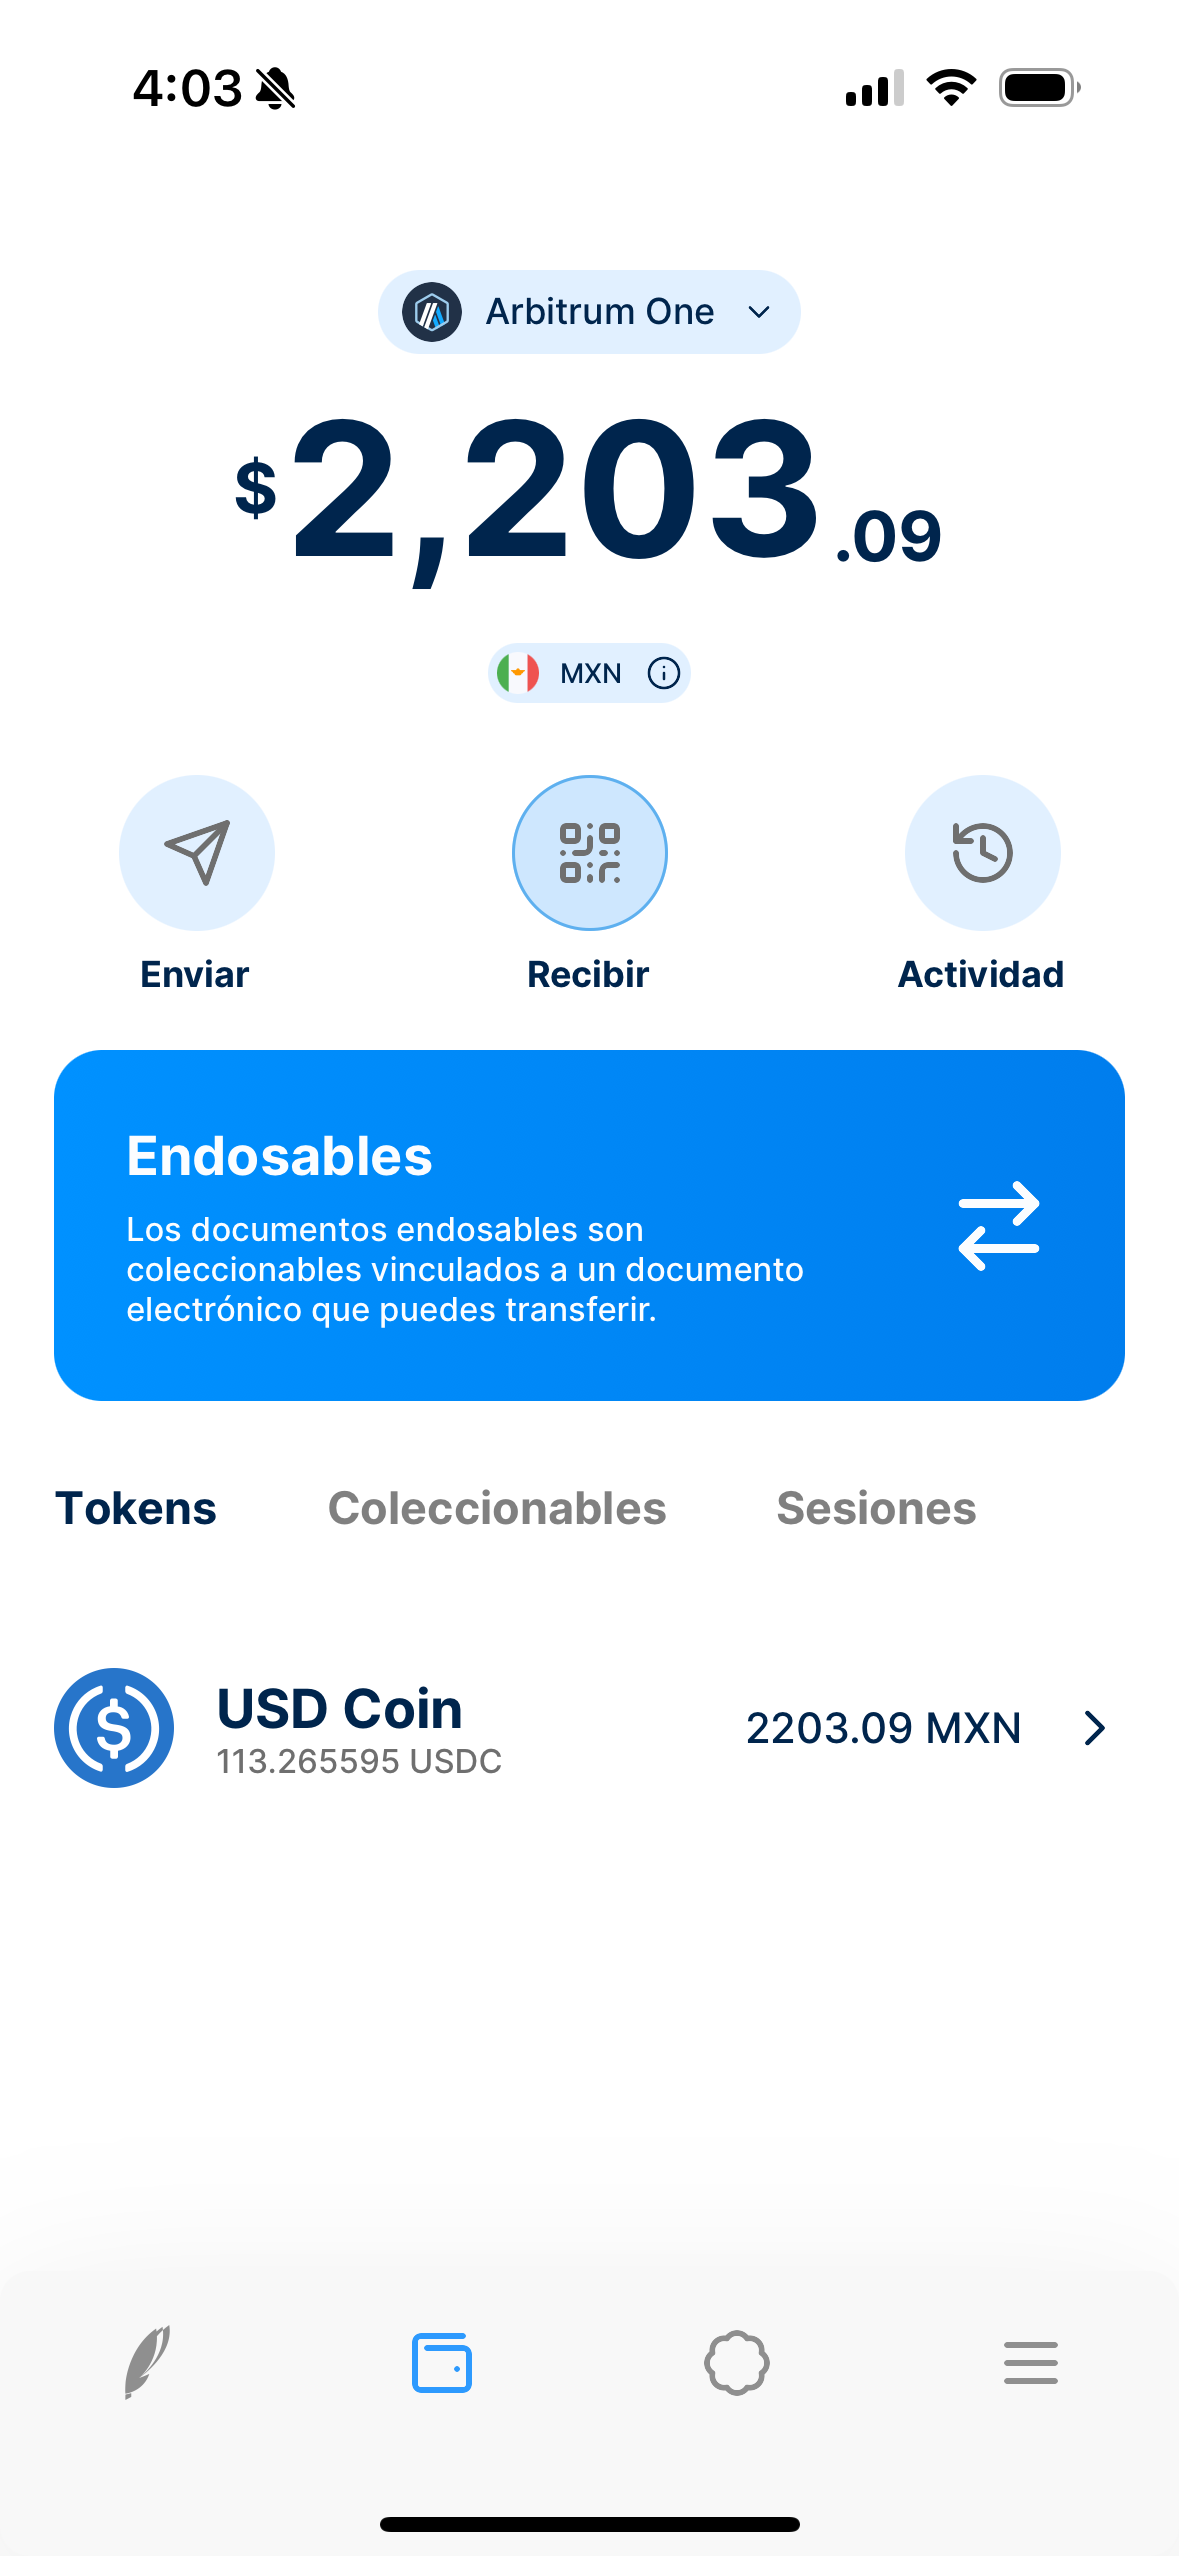 4:03
Arbitrum One
$2,203.09
MXN
Enviar
Recibir
Actividad
Endosables
Los documentos endosables son
coleccionables vinculados a un documento
electrónico que puedes transferir.
Tokens
Coleccionables
Sesiones
USD Coin
113.265595 USDC
2203.09 MXN